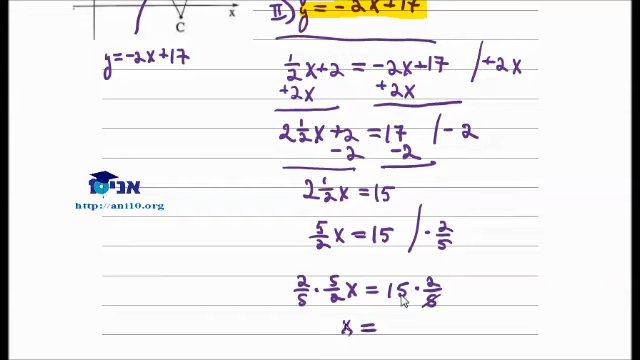 II) y = -2x+17
C
x
y=-2x+17
1/2x+2 = -2x+17 /+2x
+2x +2x
2 1/2x+2 = 17 /-2
-2 -2
2 1/2x = 15
אני
http://ani10.org
5/2x = 15 /·2/5
2/5·5/2x = 15·2/5
x =